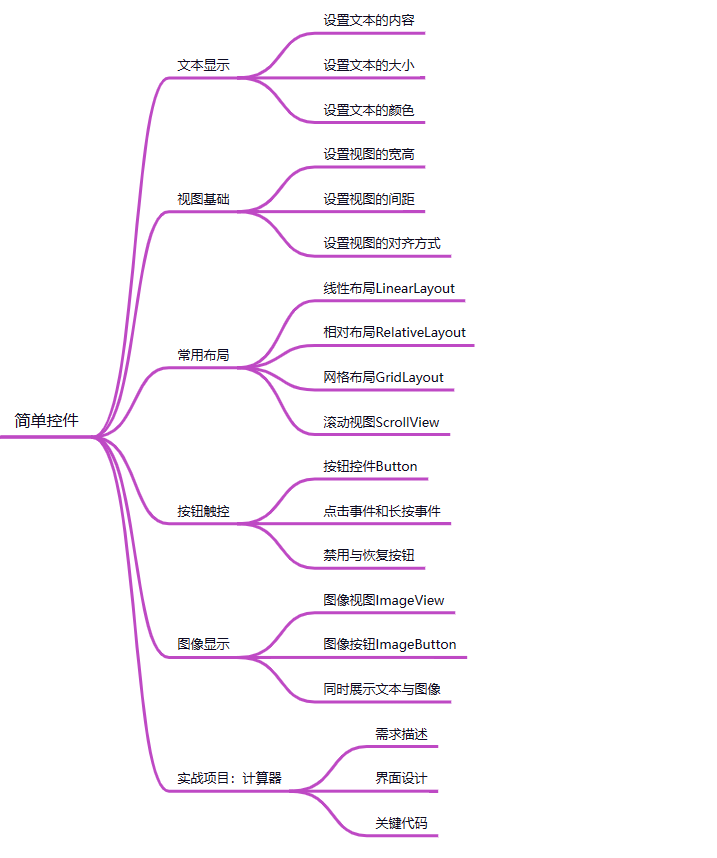 简单控件
文本显示
设置文本的内容
设置文本的大小
设置文本的颜色
视图基础
设置视图的宽高
设置视图的间距
设置视图的对齐方式
常用布局
线性布局LinearLayout
相对布局RelativeLayout
网格布局GridLayout
滚动视图ScrollView
按钮触控
按钮控件Button
点击事件和长按事件
禁用与恢复按钮
图像显示
图像视图ImageView
图像按钮ImageButton
同时展示文本与图像
实战项目：计算器
需求描述
界面设计
关键代码